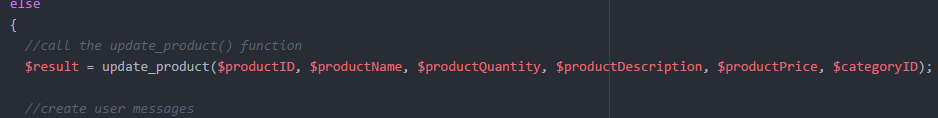 else
{
//call the update_product() function
$result = update_product($productID, $productName, $productQuantity, $productDescription, $productPrice, $categoryID);
//create user messages